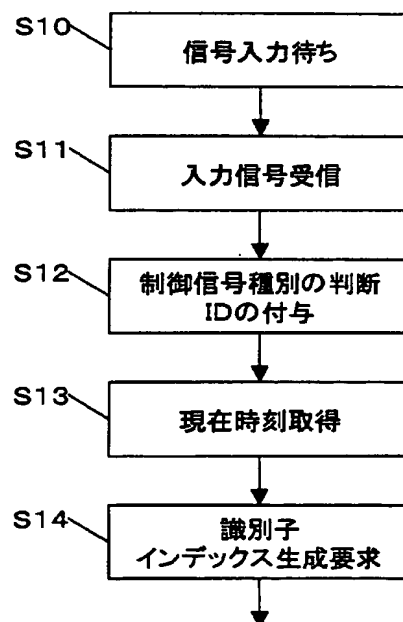 S10
信号入力待ち
S11
入力信号受信
S12
制御信号種別の判断
IDの付与
S13
現在時刻取得
S14
識別子
インデックス生成要求